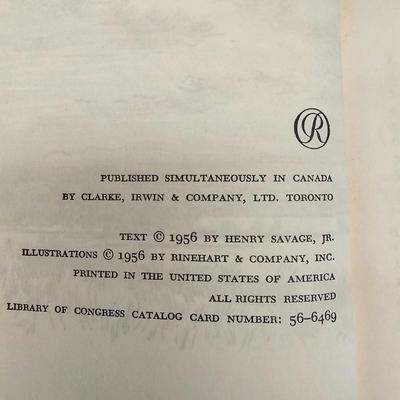 R
PUBLISHED SIMULTANEOUSLY IN CANADA
BY CLARKE, IRWIN & COMPANY, LTD. TORONTO
TEXT © 1956 BY HENRY SAVAGE, JR.
ILLUSTRATIONS © 1956 BY RINEHART & COMPANY, INC.
PRINTED IN THE UNITED STATES OF AMERICA
ALL RIGHTS RESERVED
LIBRARY OF CONGRESS CATALOG CARD NUMBER: 56–6469